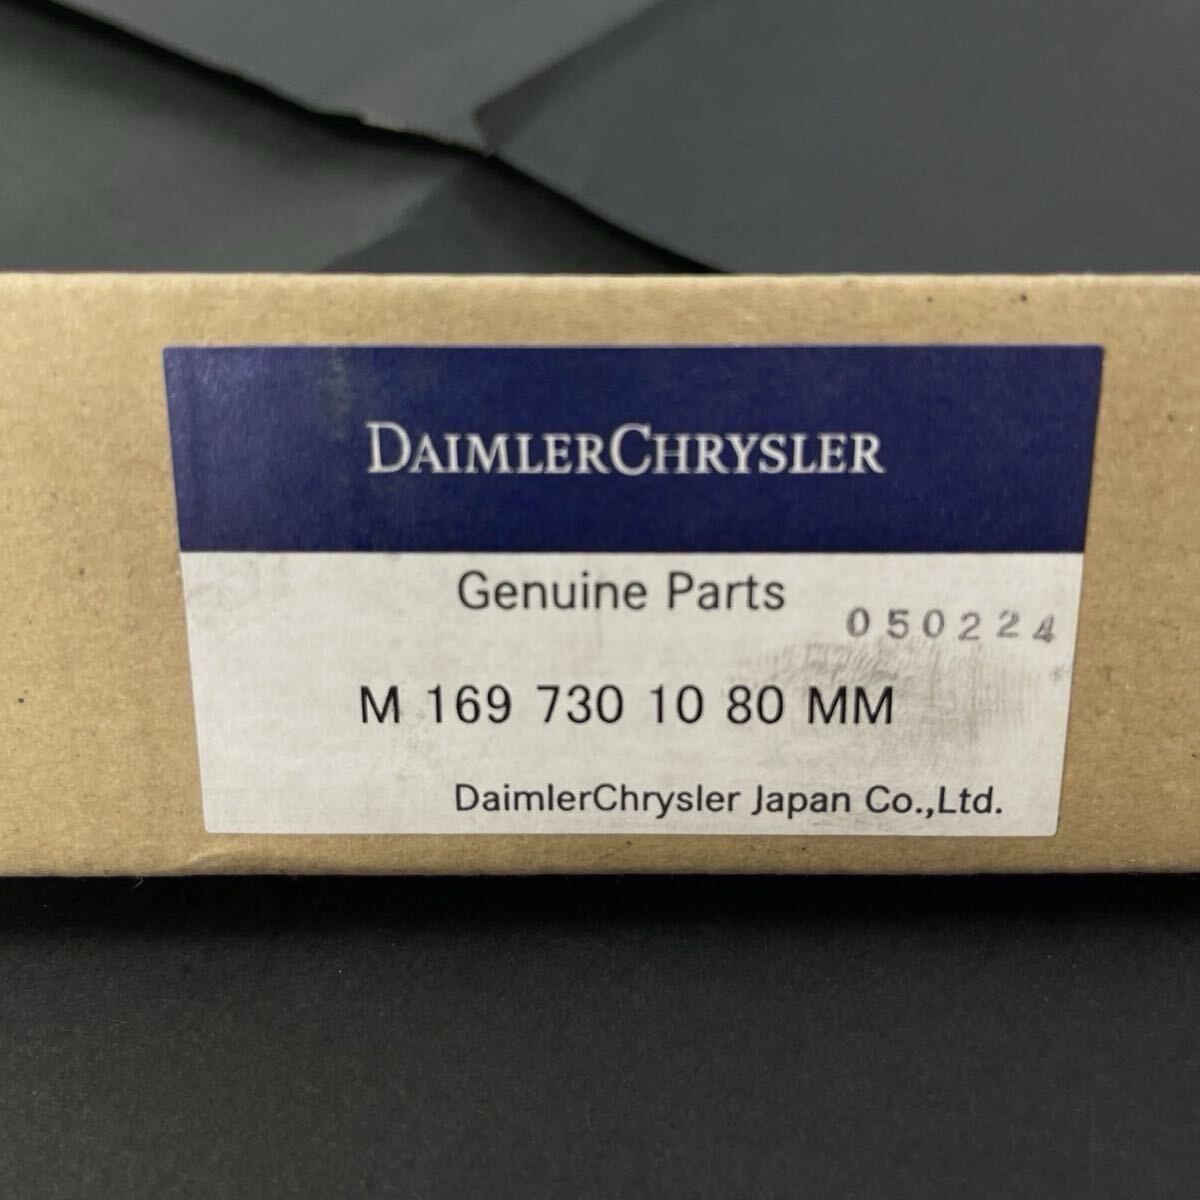 DAIMLERCHRYSLER
Genuine Parts
050224
M 169 730 10 80 MM
DaimlerChrysler Japan Co.,Ltd.